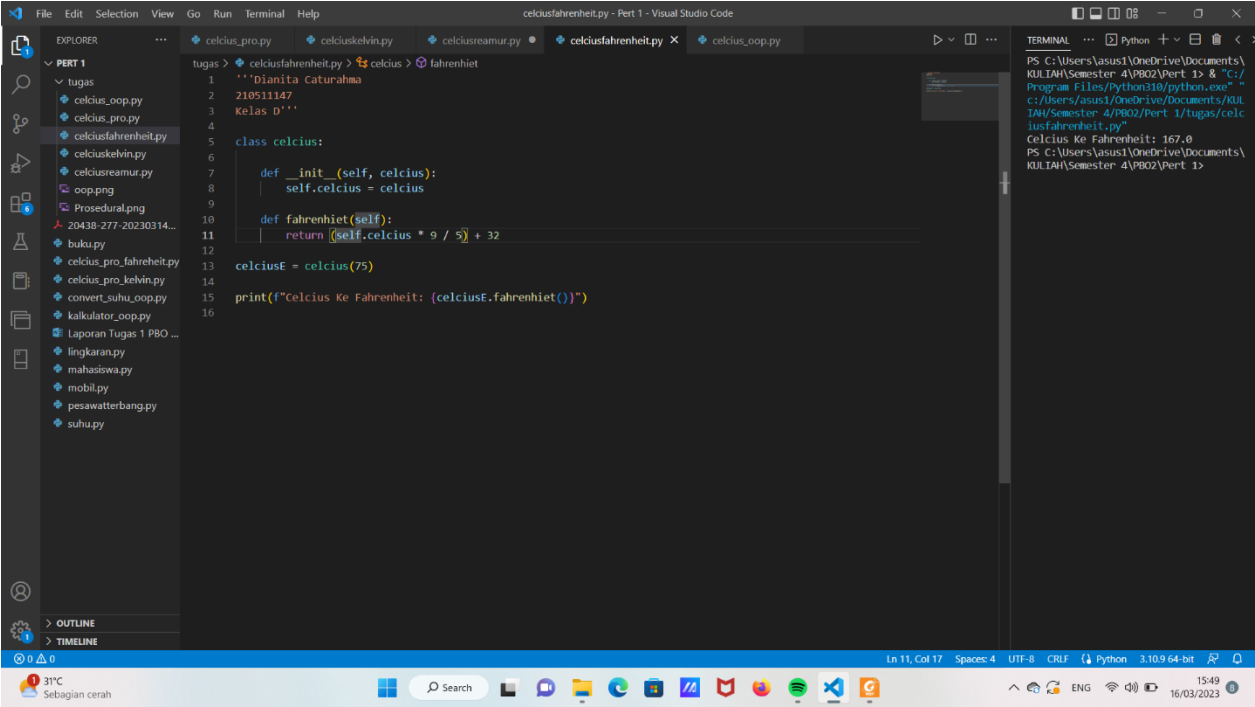 File Edit Selection View Go Run Terminal Help
celciusfahrenheit.py - Pert 1 - Visual Studio Code
EXPLORER
PERT 1
tugas
celcius_oop.py
celcius_pro.py
celciusfahrenheit.py
celciuskelvin.py
celciusreamur.py
oop.png
Prosedural.png
20438-277-20230314...
buku.py
celcius_pro_fahreheit.py
celcius_pro_kelvin.py
convert_suhu_oop.py
kalkulator_oop.py
Laporan Tugas 1 PBO ...
lingkaran.py
mahasiswa.py
mobil.py
pesawatterbang.py
suhu.py
OUTLINE
TIMELINE
celcius_pro.py celciuskelvin.py celciusreamur.py celciusfahrenheit.py celcius_oop.py
tugas > celciusfahrenheit.py > celcius > fahrenhiet
1 '''Dianita Caturahma
2 210511147
3 Kelas D'''
4
5 class celcius:
6
7 def __init__(self, celcius):
8 self.celcius = celcius
9
10 def fahrenhiet(self):
11 return (self.celcius * 9 / 5) + 32
12
13 celciusE = celcius(75)
14
15 print(f"Celcius Ke Fahrenheit: {celciusE.fahrenhiet()}")
16
TERMINAL ... Python
PS C:\Users\asus1\OneDrive\Documents\
KULIAH\Semester 4\PBO2\Pert 1> & "C:/
Program Files/Python310/python.exe" "
c:/Users/asus1/OneDrive/Documents/KUL
IAH/Semester 4/PBO2/Pert 1/tugas/celc
iusfahrenheit.py"
Celcius Ke Fahrenheit: 167.0
PS C:\Users\asus1\OneDrive\Documents\
KULIAH\Semester 4\PBO2\Pert 1>
0 0 Ln 11, Col 17 Spaces: 4 UTF-8 CRLF Python 3.10.9 64-bit
1 31°C
Sebagian cerah
Search
ENG
15:49
16/03/2023
8